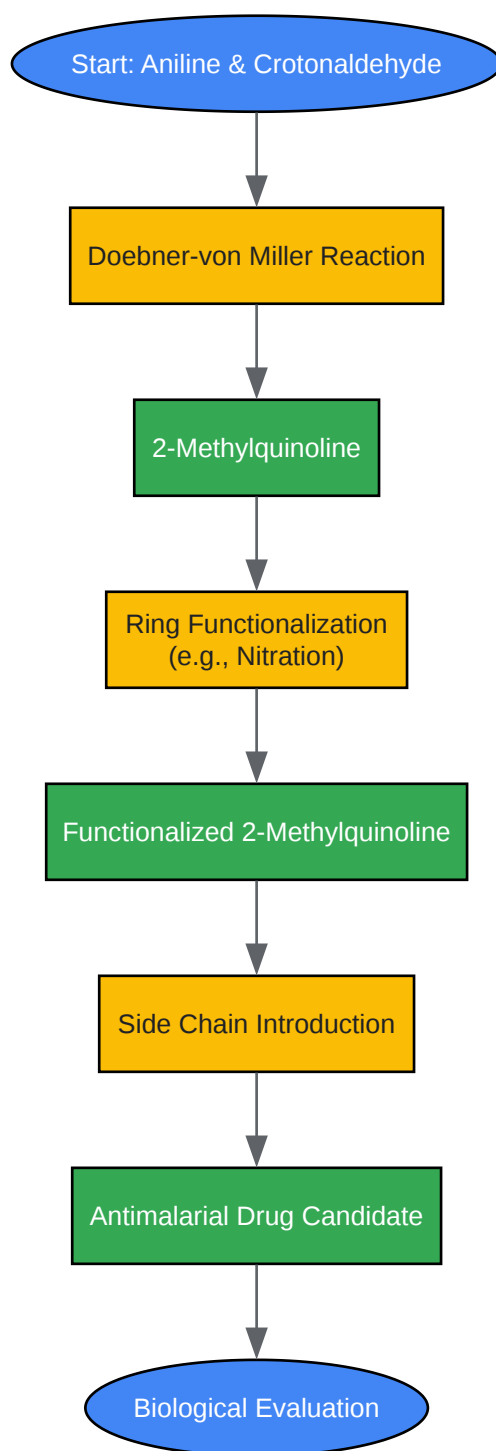 Start: Aniline & Crotonaldehyde
Doebner-von Miller Reaction
2-Methylquinoline
Ring Functionalization
(e.g., Nitration)
Functionalized 2-Methylquinoline
Side Chain Introduction
Antimalarial Drug Candidate
Biological Evaluation